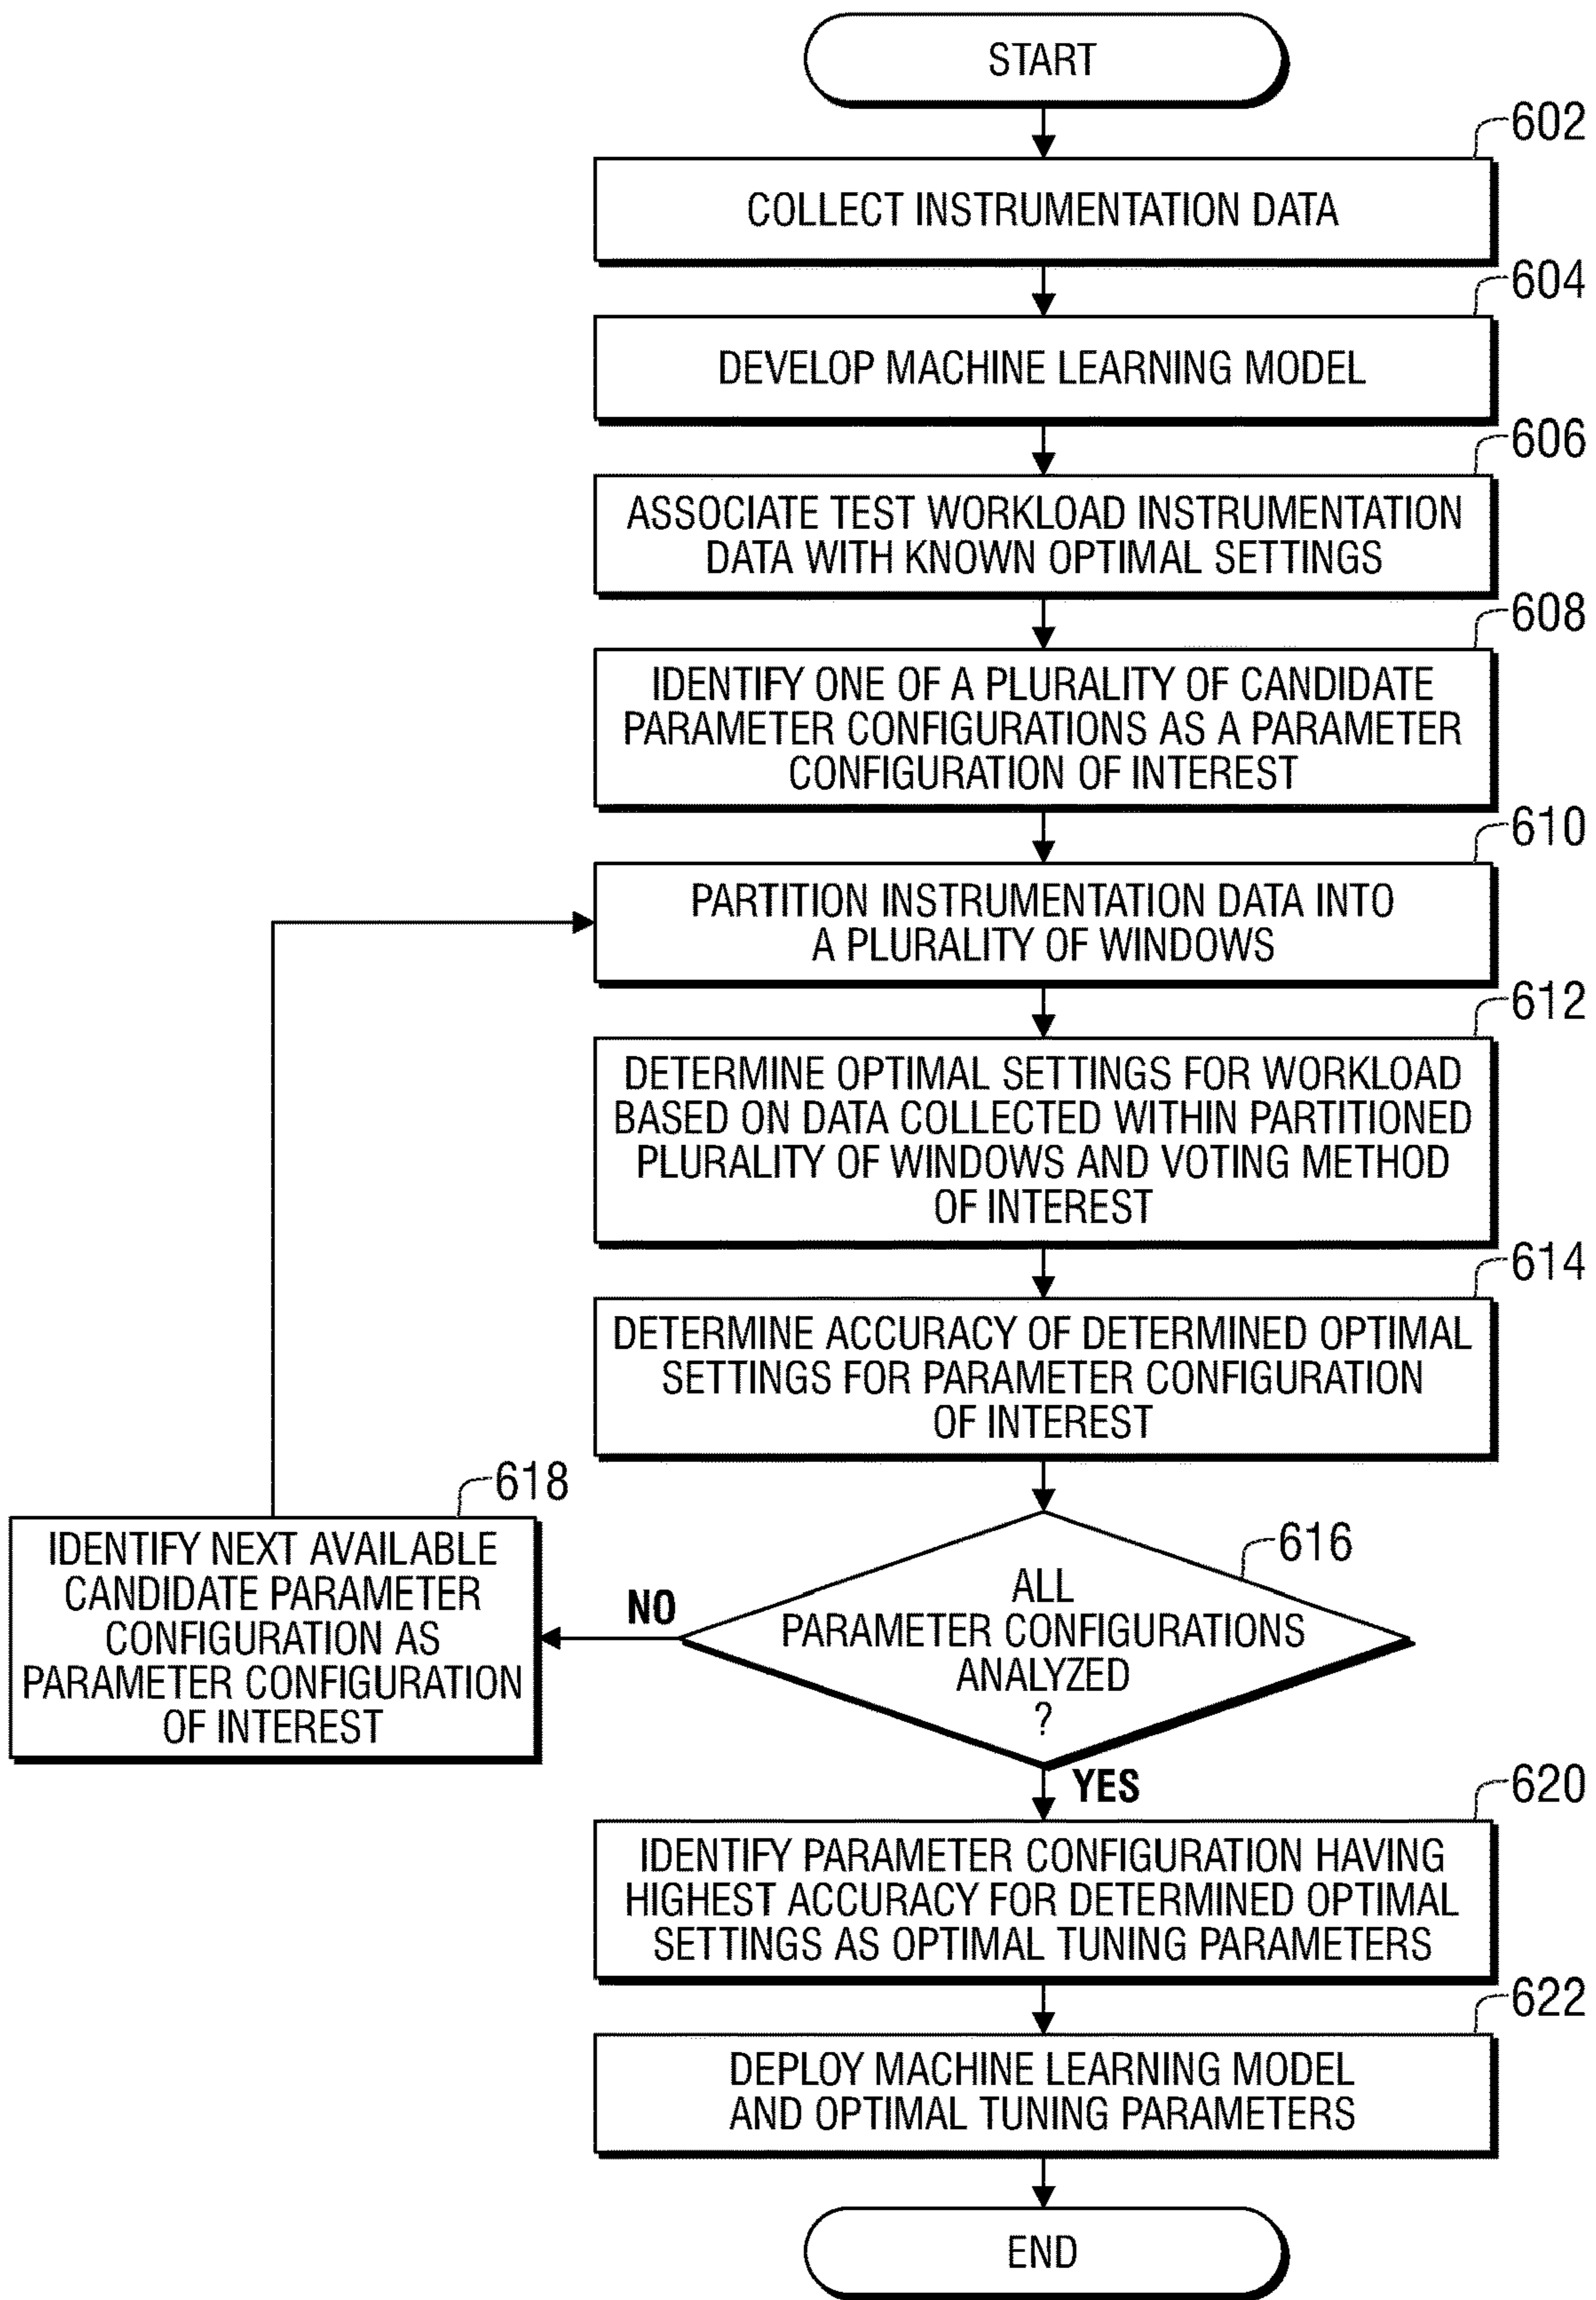 START
602
COLLECT INSTRUMENTATION DATA
604
DEVELOP MACHINE LEARNING MODEL
606
ASSOCIATE TEST WORKLOAD INSTRUMENTATION
DATA WITH KNOWN OPTIMAL SETTINGS
608
IDENTIFY ONE OF A PLURALITY OF CANDIDATE
PARAMETER CONFIGURATIONS AS A PARAMETER
CONFIGURATION OF INTEREST
610
PARTITION INSTRUMENTATION DATA INTO
A PLURALITY OF WINDOWS
612
DETERMINE OPTIMAL SETTINGS FOR WORKLOAD
BASED ON DATA COLLECTED WITHIN PARTITIONED
PLURALITY OF WINDOWS AND VOTING METHOD
OF INTEREST
614
DETERMINE ACCURACY OF DETERMINED OPTIMAL
SETTINGS FOR PARAMETER CONFIGURATION
OF INTEREST
616
ALL
PARAMETER CONFIGURATIONS
ANALYZED
?
NO
618
IDENTIFY NEXT AVAILABLE
CANDIDATE PARAMETER
CONFIGURATION AS
PARAMETER CONFIGURATION
OF INTEREST
YES
620
IDENTIFY PARAMETER CONFIGURATION HAVING
HIGHEST ACCURACY FOR DETERMINED OPTIMAL
SETTINGS AS OPTIMAL TUNING PARAMETERS
622
DEPLOY MACHINE LEARNING MODEL
AND OPTIMAL TUNING PARAMETERS
END